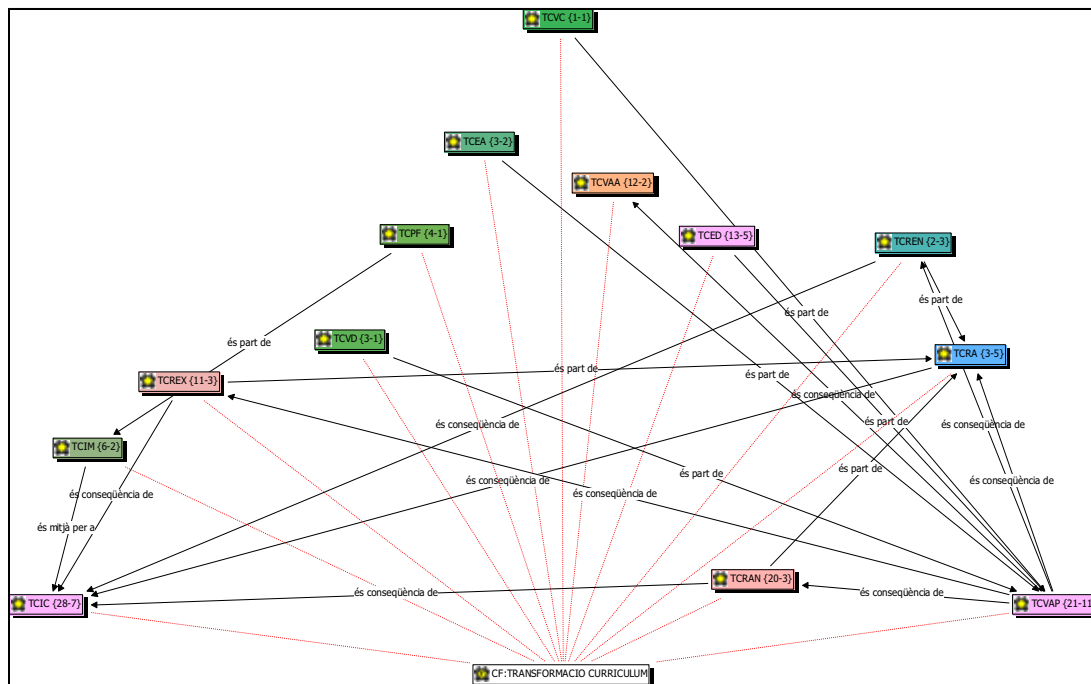 TCVC {1-1}
TCEA {3-2}
TCVAA {12-2}
TCPF {4-1}
TCED {13-5}
TCREN {2-3}
és part de
és part de
és part de
TCVD {3-1}
és part de
TCRA {3-5}
és part de
és part de
TCREX {11-3}
és conseqüència de
és part de
és conseqüència de
és conseqüència de
TCIM {6-2}
és part de
és part de
és conseqüència de
és conseqüència de
és conseqüència de
és conseqüència de
és mitjà per a
TCRAN {20-3}
és conseqüència de
és conseqüència de
TCIC {28-7}
TCVAP {21-11
CF:TRANSFORMACIO CURRICULUM